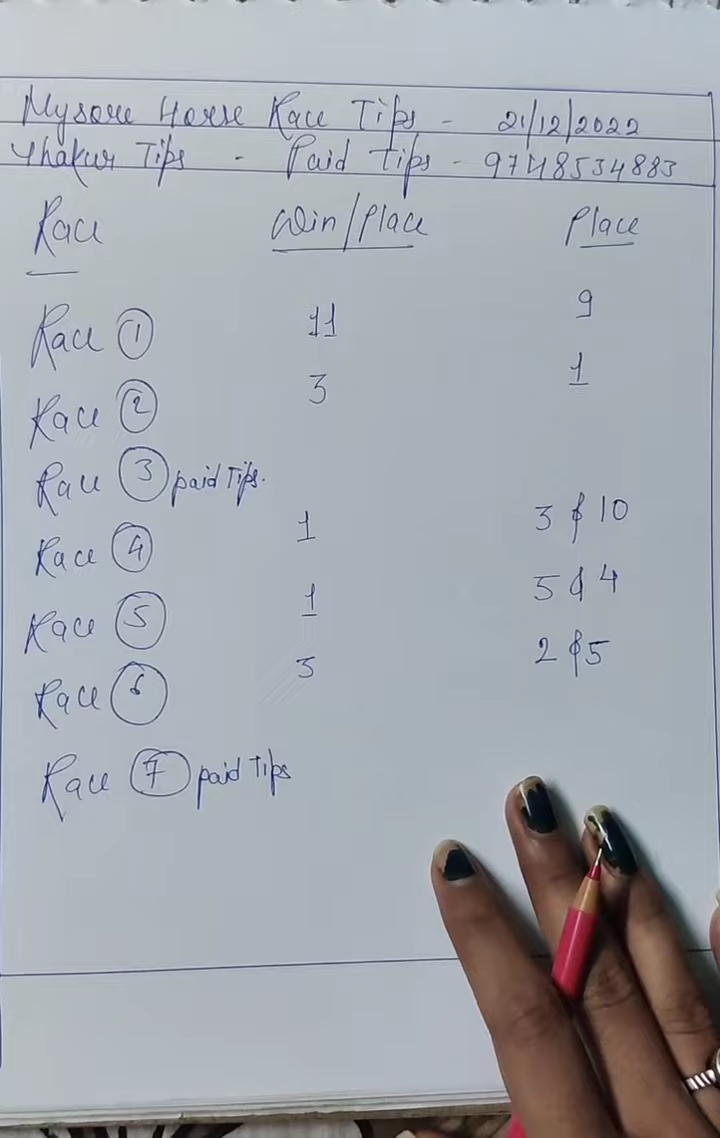 Mysore Horse Race Tips - 21/12/2022
Thakur Tips - Paid Tips - 9748534883
Race Win/Place Place
Race 1 11 9
Race 2 3 1
Race 3 paid Tips.
Race 4 1 3 & 10
Race 5 1 5 & 4
Race 6 3 2 & 5
Race 7 paid Tips